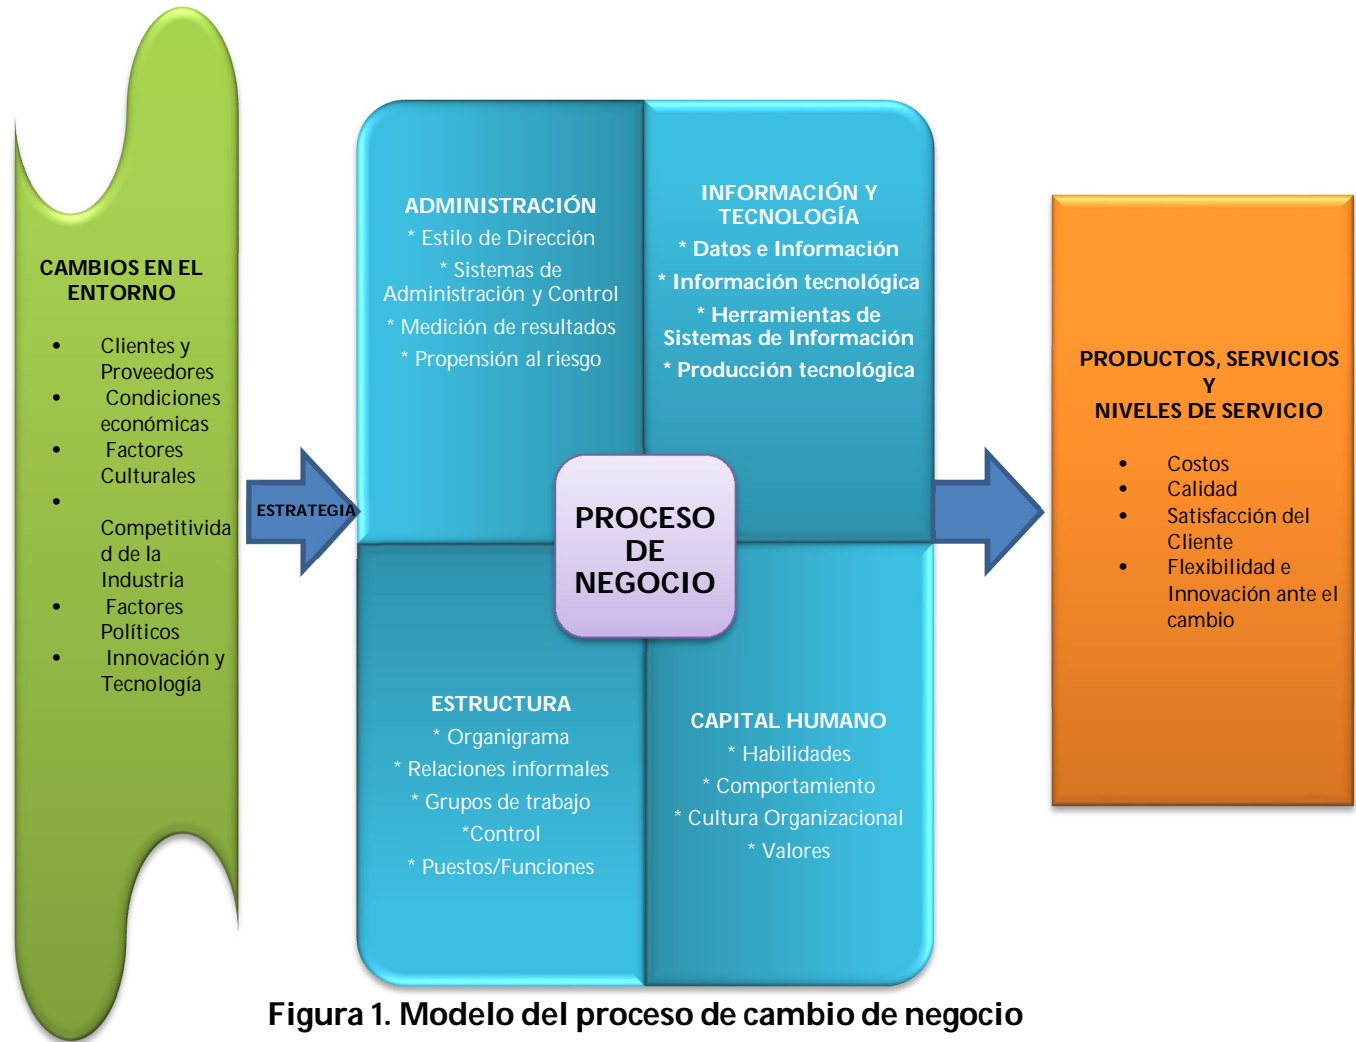 CAMBIOS EN EL
ENTORNO
• Clientes y
Proveedores
• Condiciones
económicas
• Factores
Culturales
•
Competitivida
d de la
Industria
• Factores
Políticos
• Innovación y
Tecnología
ESTRATEGIA
ADMINISTRACIÓN
* Estilo de Dirección
* Sistemas de
Administración y Control
* Medición de resultados
* Propensión al riesgo
INFORMACIÓN Y
TECNOLOGÍA
* Datos e Información
* Información tecnológica
* Herramientas de
Sistemas de Información
* Producción tecnológica
PROCESO
DE
NEGOCIO
ESTRUCTURA
* Organigrama
* Relaciones informales
* Grupos de trabajo
*Control
* Puestos/Funciones
CAPITAL HUMANO
* Habilidades
* Comportamiento
* Cultura Organizacional
* Valores
PRODUCTOS, SERVICIOS
Y
NIVELES DE SERVICIO
• Costos
• Calidad
• Satisfacción del
Cliente
• Flexibilidad e
Innovación ante el
cambio
Figura 1. Modelo del proceso de cambio de negocio